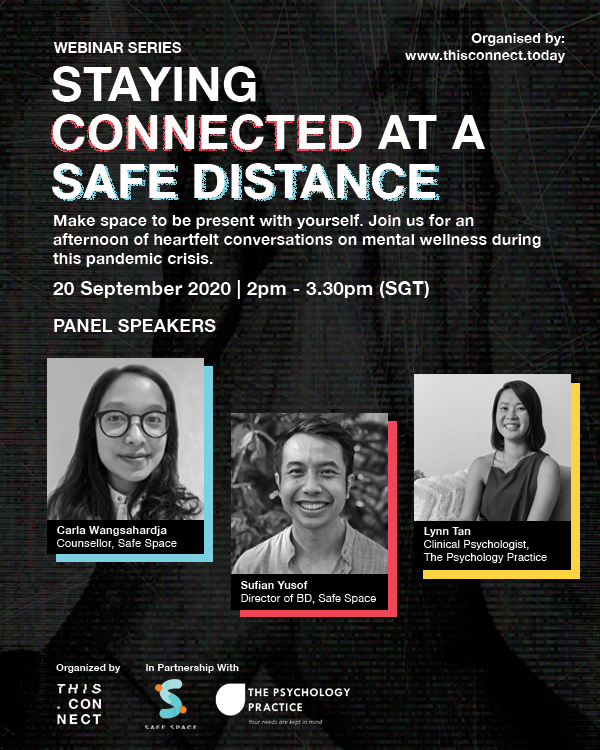 WEBINAR SERIES
Organised by:
www.thisconnect.today
STAYING
CONNECTED AT A
SAFE DISTANCE
Make space to be present with yourself. Join us for an
afternoon of heartfelt conversations on mental wellness during
this pandemic crisis.
20 September 2020 | 2pm - 3.30pm (SGT)
PANEL SPEAKERS
Carla Wangsahardja
Counsellor, Safe Space
Sufian Yusof
Director of BD, Safe Space
Lynn Tan
Clinical Psychologist,
The Psychology Practice
Organized by
THIS
. CON
NECT
In Partnership With
SAFE SPACE
THE PSYCHOLOGY
PRACTICE
Your needs are kept in mind